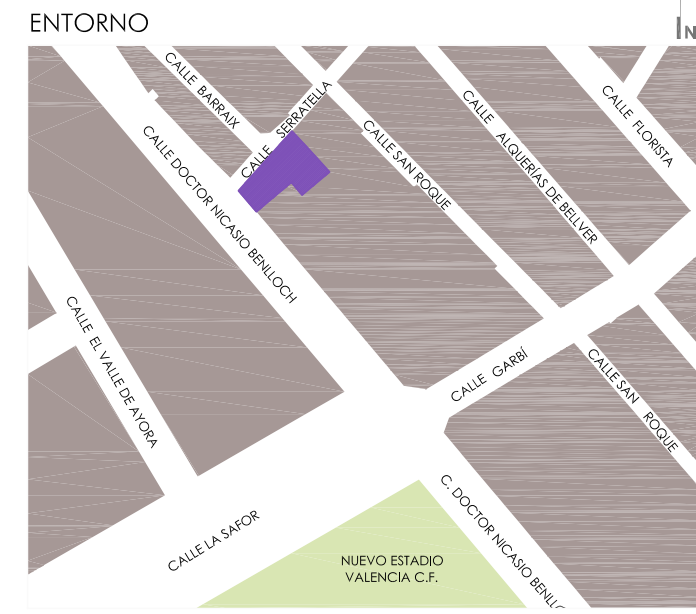 ENTORNO
CALLE BARRAIX
CALLE SERRATELLA
CALLE DOCTOR NICASIO BENLLOCH
CALLE SAN ROQUE
CALLE ALQUERÍAS DE BELLVER
CALLE FLORISTA
CALLE EL VALLE DE AYORA
CALLE GARBÍ
CALLE SAN ROQUE
CALLE LA SAFOR
C. DOCTOR NICASIO
NUEVO ESTADIO
VALENCIA C.F.